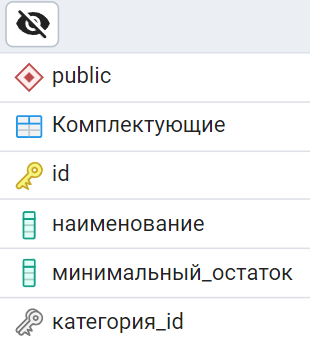 public
Комплектующие
id
наименование
минимальный_остаток
категория_id